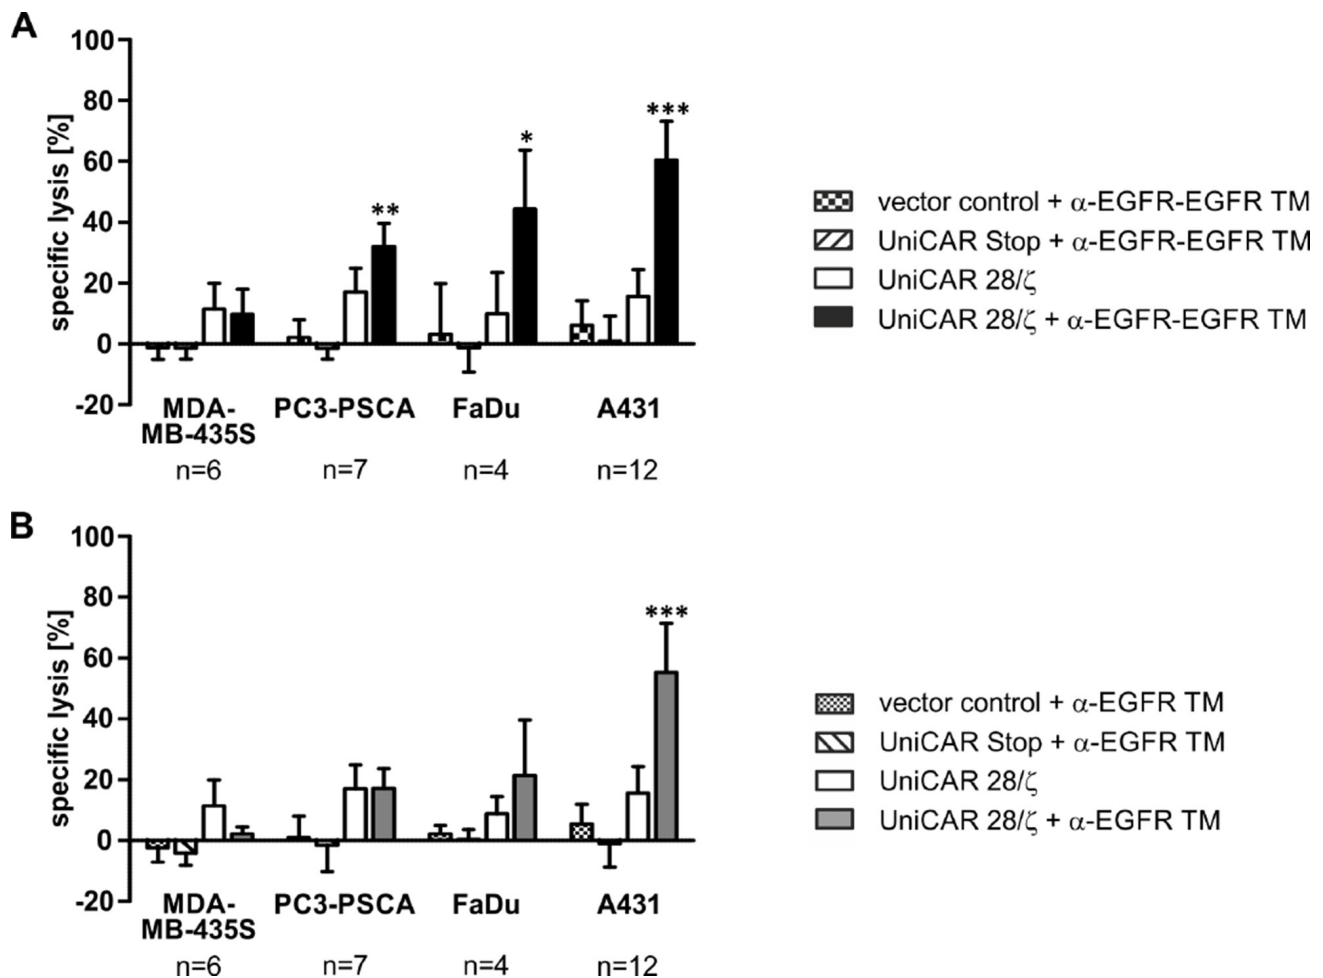 A
100
80
60
40
20
0
-20
specific lysis [%]
**
*
***
MDA-
MB-435S
PC3-PSCA
FaDu
A431
n=6
n=7
n=4
n=12
vector control + α-EGFR-EGFR TM
UniCAR Stop + α-EGFR-EGFR TM
UniCAR 28/ζ
UniCAR 28/ζ + α-EGFR-EGFR TM
B
100
80
60
40
20
0
-20
specific lysis [%]
***
MDA-
MB-435S
PC3-PSCA
FaDu
A431
n=6
n=7
n=4
n=12
vector control + α-EGFR TM
UniCAR Stop + α-EGFR TM
UniCAR 28/ζ
UniCAR 28/ζ + α-EGFR TM